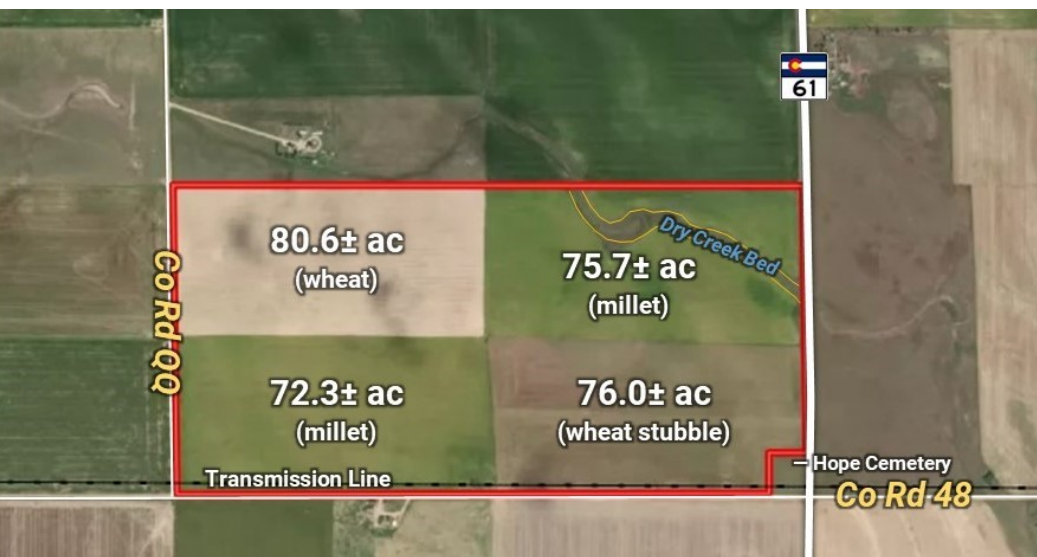 61
80.6± ac
(wheat)
Dry Creek Bed
75.7± ac
(millet)
Co Rd QQ
72.3± ac
(millet)
76.0± ac
(wheat stubble)
Transmission Line
Hope Cemetery
Co Rd 48